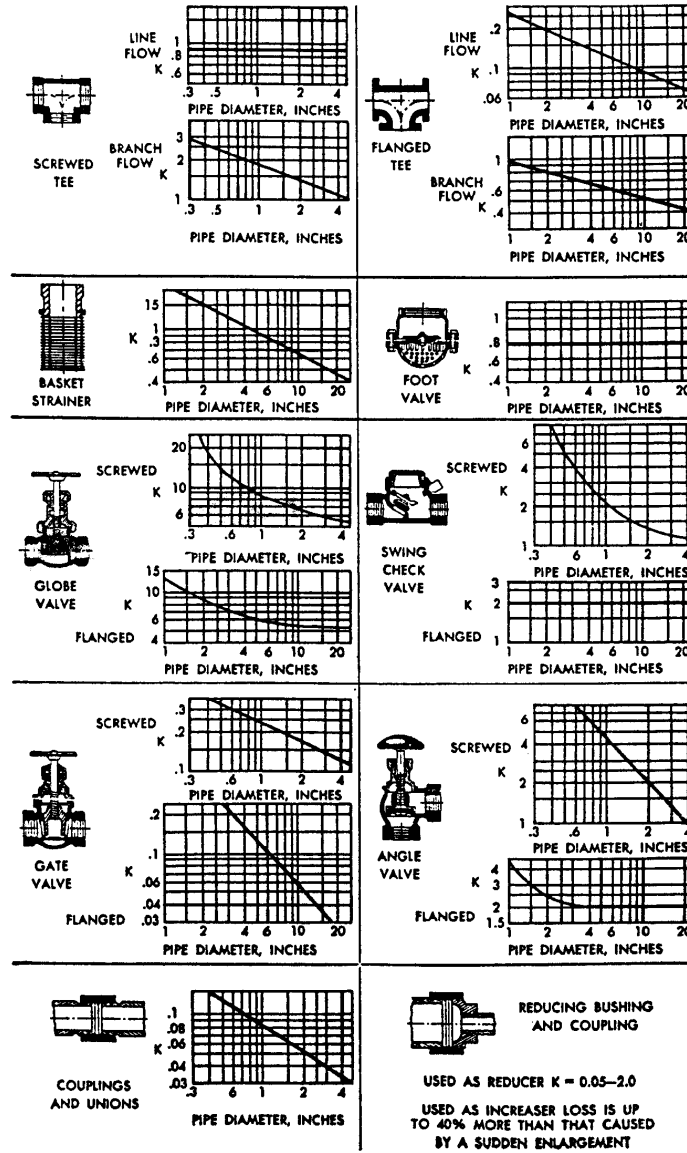 LINE
FLOW
K
1
.8
.6
.3 .5 1 2 4
PIPE DIAMETER, INCHES
SCREWED
TEE
BRANCH
FLOW
K
3
2
1
.3 .5 1 2 4
PIPE DIAMETER, INCHES
LINE
FLOW
K
.2
.1
.06
1 2 4 6 10 20
PIPE DIAMETER, INCHES
FLANGED
TEE
BRANCH
FLOW
K
1
.6
.4
1 2 4 6 10 20
PIPE DIAMETER, INCHES
BASKET
STRAINER
K
15
1
.3
.6
.4
1 2 4 6 10 20
PIPE DIAMETER, INCHES
FOOT
VALVE
K
1
.8
.6
.5
.4
1 2 4 6 10 20
PIPE DIAMETER, INCHES
GLOBE
VALVE
SCREWED
K
20
10
6
.3 .6 1 2 4
PIPE DIAMETER, INCHES
K
FLANGED
15
10
6
4
1 2 4 6 10 20
PIPE DIAMETER, INCHES
SWING
CHECK
VALVE
SCREWED
K
6
4
2
1
.3 .6 1 2 4
PIPE DIAMETER, INCHES
K
FLANGED
3
2
1
1 2 4 6 10 20
PIPE DIAMETER, INCHES
GATE
VALVE
SCREWED
K
.3
.2
.1
.3 .6 1 2 4
PIPE DIAMETER, INCHES
K
FLANGED
.2
.1
.06
.04
.03
1 2 4 6 10 20
PIPE DIAMETER, INCHES
ANGLE
VALVE
SCREWED
K
6
4
2
1
.3 .6 1 2 4
PIPE DIAMETER, INCHES
K
FLANGED
4
3
2
1.5
1 2 4 6 10 20
PIPE DIAMETER, INCHES
COUPLINGS
AND UNIONS
K
.1
.08
.06
.04
.03
.3 .6 1 2 4
PIPE DIAMETER, INCHES
REDUCING BUSHING
AND COUPLING
USED AS REDUCER K = 0.05—2.0
USED AS INCREASER LOSS IS UP
TO 40% MORE THAN THAT CAUSED
BY A SUDDEN ENLARGEMENT